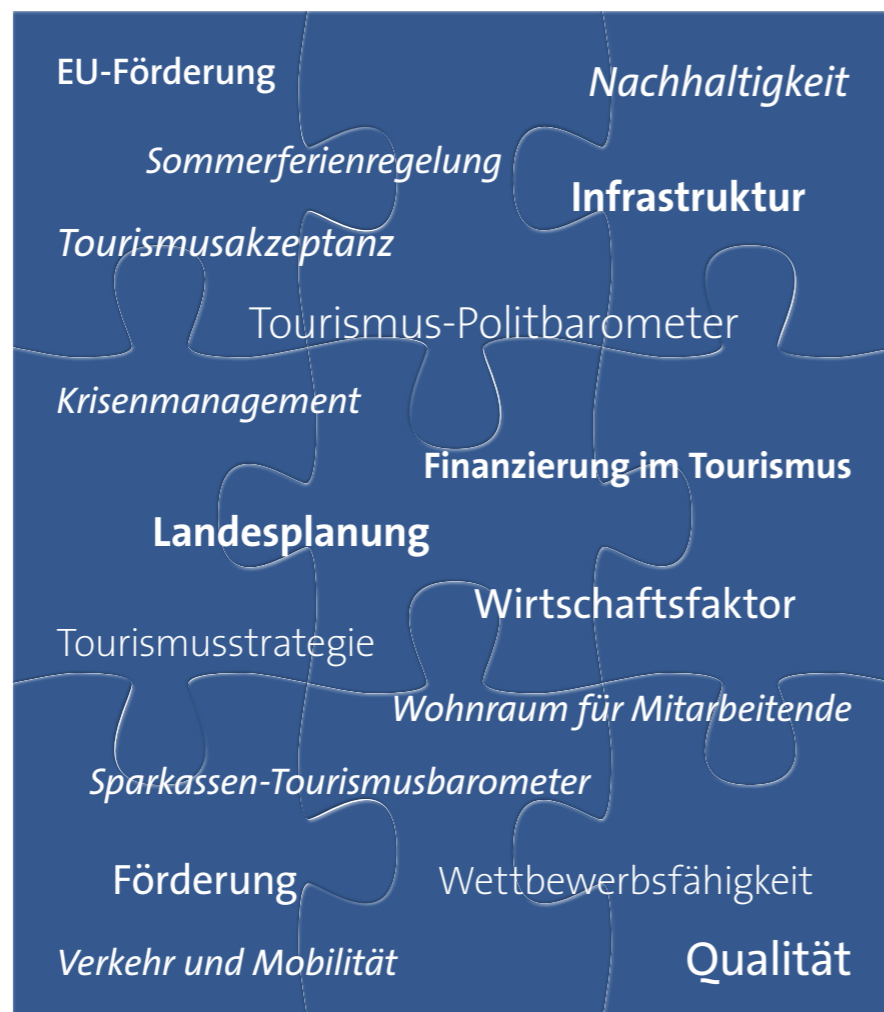 EU-Förderung
Nachhaltigkeit
Sommerferienregelung
Infrastruktur
Tourismusakzeptanz
Tourismus-Politbarometer
Krisenmanagement
Finanzierung im Tourismus
Landesplanung
Wirtschaftsfaktor
Tourismusstrategie
Wohnraum für Mitarbeitende
Sparkassen-Tourismusbarometer
Förderung
Wettbewerbsfähigkeit
Verkehr und Mobilität
Qualität